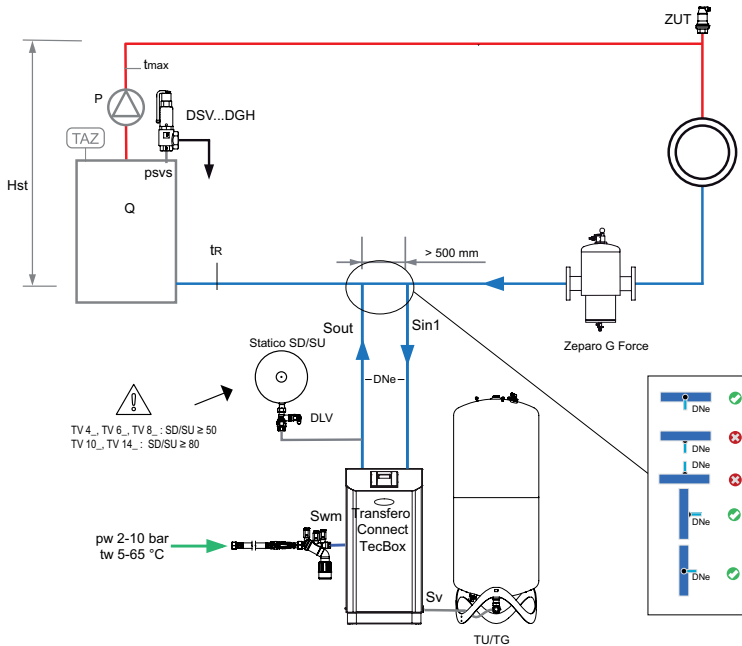 ZUT
tmax
P
DSV...DGH
TAZ
psvs
Hst
Q
tR
> 500 mm
Sout
Sin1
Zeparo G Force
Statico SD/SU
DNe
DLV
TV 4_, TV 6_, TV 8_ : SD/SU ≥ 50
TV 10_, TV 14_ : SD/SU ≥ 80
DNe
DNe
DNe
DNe
DNe
Swm
Transfero
Connect
TecBox
pw 2-10 bar
tw 5-65 °C
Sv
TU/TG